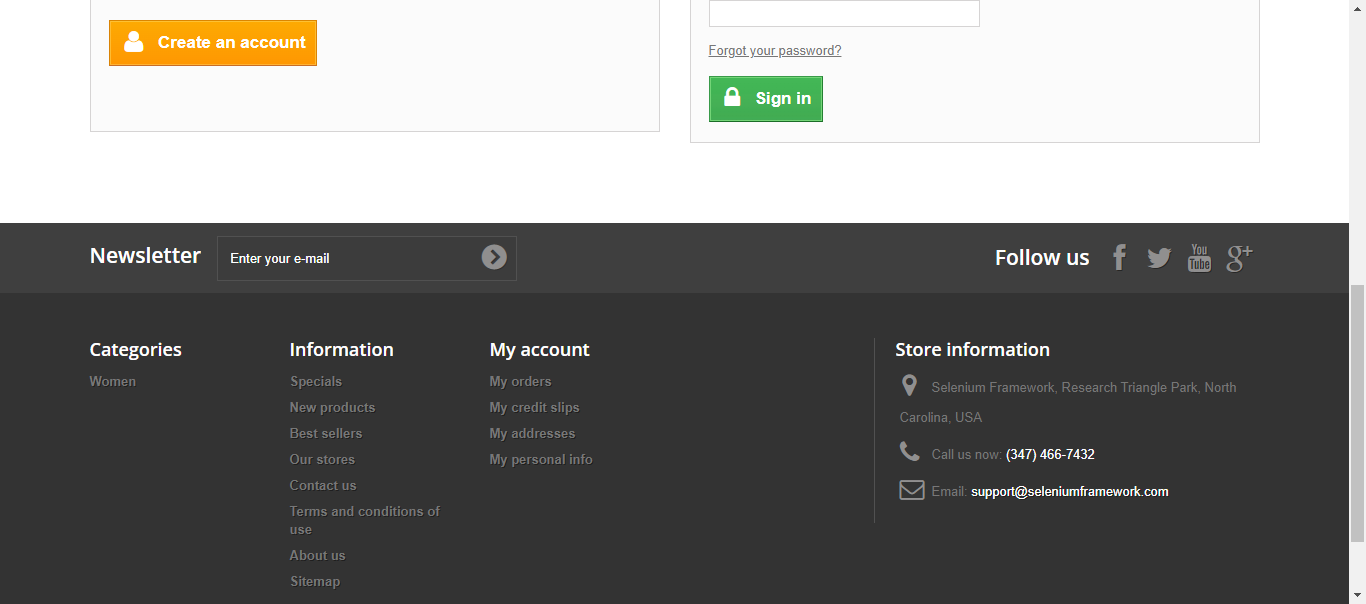 Create an account
Forgot your password?
Sign in
Newsletter
Enter your e-mail
Follow us
You
Tube
g+
Categories
Women
Information
Specials
New products
Best sellers
Our stores
Contact us
Terms and conditions of
use
About us
Sitemap
My account
My orders
My credit slips
My addresses
My personal info
Store information
Selenium Framework, Research Triangle Park, North
Carolina, USA
Call us now: (347) 466-7432
Email: support@seleniumframework.com